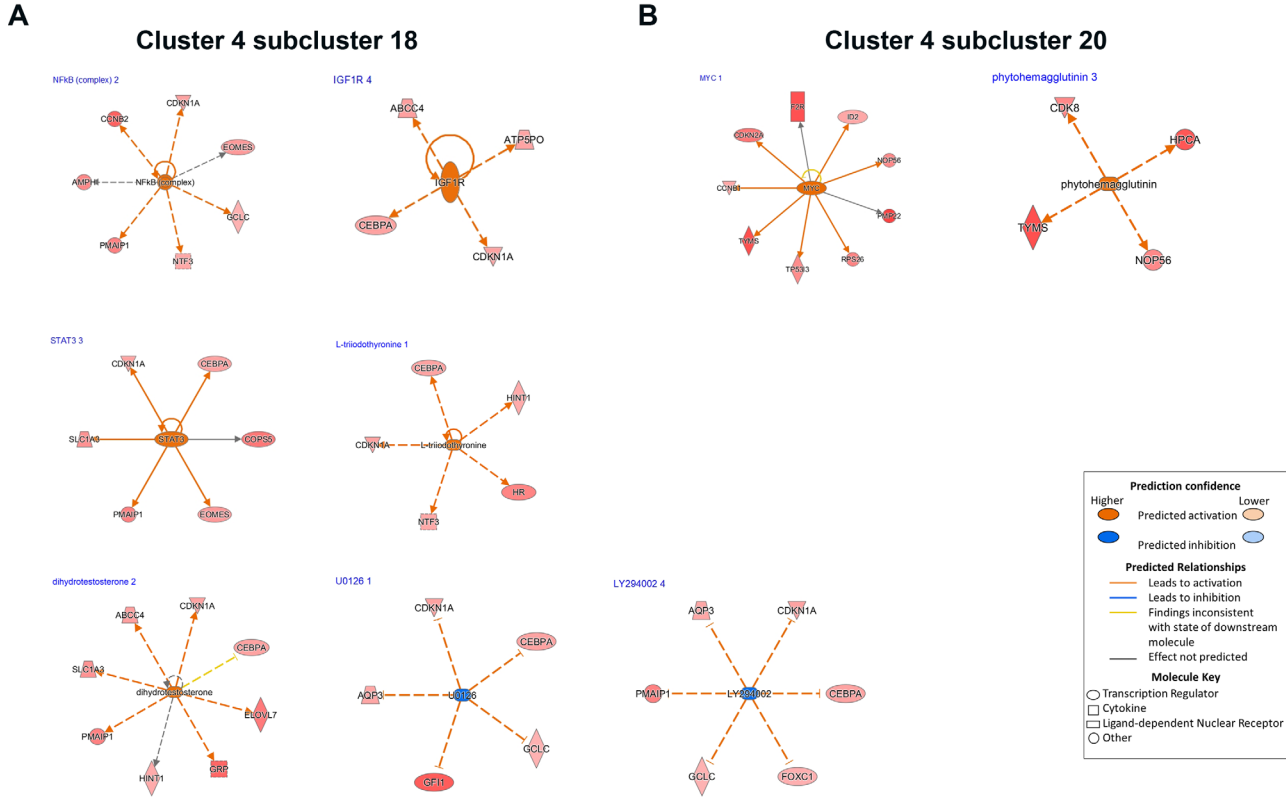 A
B
Cluster 4 subcluster 18
Cluster 4 subcluster 20
NFkB (complex) 2
CDKN1A
CCNB2
EOMES
AMPH
NFkB (complex)
GCLC
PMAIP1
NTF3
IGF1R 4
ABCC4
ATP5PO
IGF1R
CEBPA
CDKN1A
MYC 1
F2R
ID2
CDKN2A
NOP56
CCNB1
MYC
PMP22
TYMS
RPS26
TP53I3
phytohemagglutinin 3
CDK8
HPCA
phytohemagglutinin
TYMS
NOP56
STAT3 3
CDKN1A
CEBPA
SLC1A3
STAT3
COPS5
PMAIP1
EOMES
L-triiodothyronine 1
CEBPA
HINT1
CDKN1A
L-triiodothyronine
HR
NTF3
dihydrotestosterone 2
CDKN1A
ABCC4
CEBPA
SLC1A3
dihydrotestosterone
ELOVL7
PMAIP1
GRP
HINT1
U0126 1
CDKN1A
CEBPA
AQP3
U0126
GCLC
GFI1
LY294002 4
AQP3
CDKN1A
PMAIP1
LY294002
CEBPA
GCLC
FOXC1
Prediction confidence
Higher
Lower
Predicted activation
Predicted inhibition
Predicted Relationships
Leads to activation
Leads to inhibition
Findings inconsistent
with state of downstream
molecule
Effect not predicted
Molecule Key
Transcription Regulator
Cytokine
Ligand-dependent Nuclear Receptor
Other